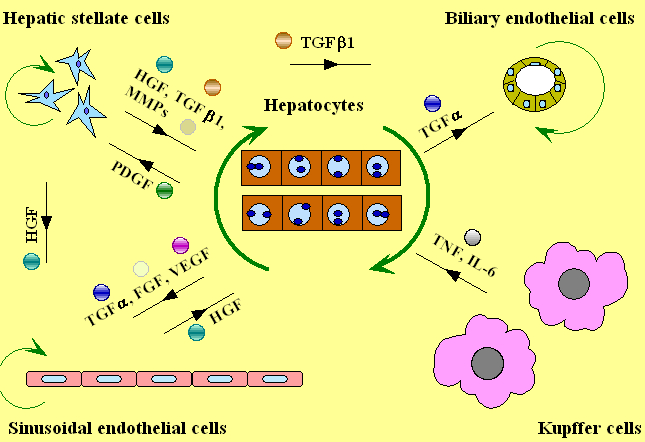 Hepatic stellate cells
Biliary endothelial cells
TGFβ1
HGF, TGFβ1,
MMPs
Hepatocytes
TGFα
PDGF
HGF
TNF, IL-6
TGFα, FGF, VEGF
HGF
Sinusoidal endothelial cells
Kupffer cells